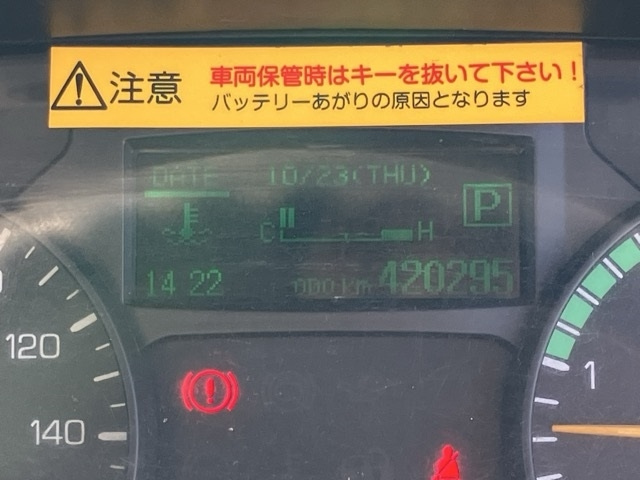 注意
車両保管時はキーを抜いて下さい!
バッテリーあがりの原因となります
DATE 10/23(THU)
P
C H
14 22 ODO km 420295
120
140
1